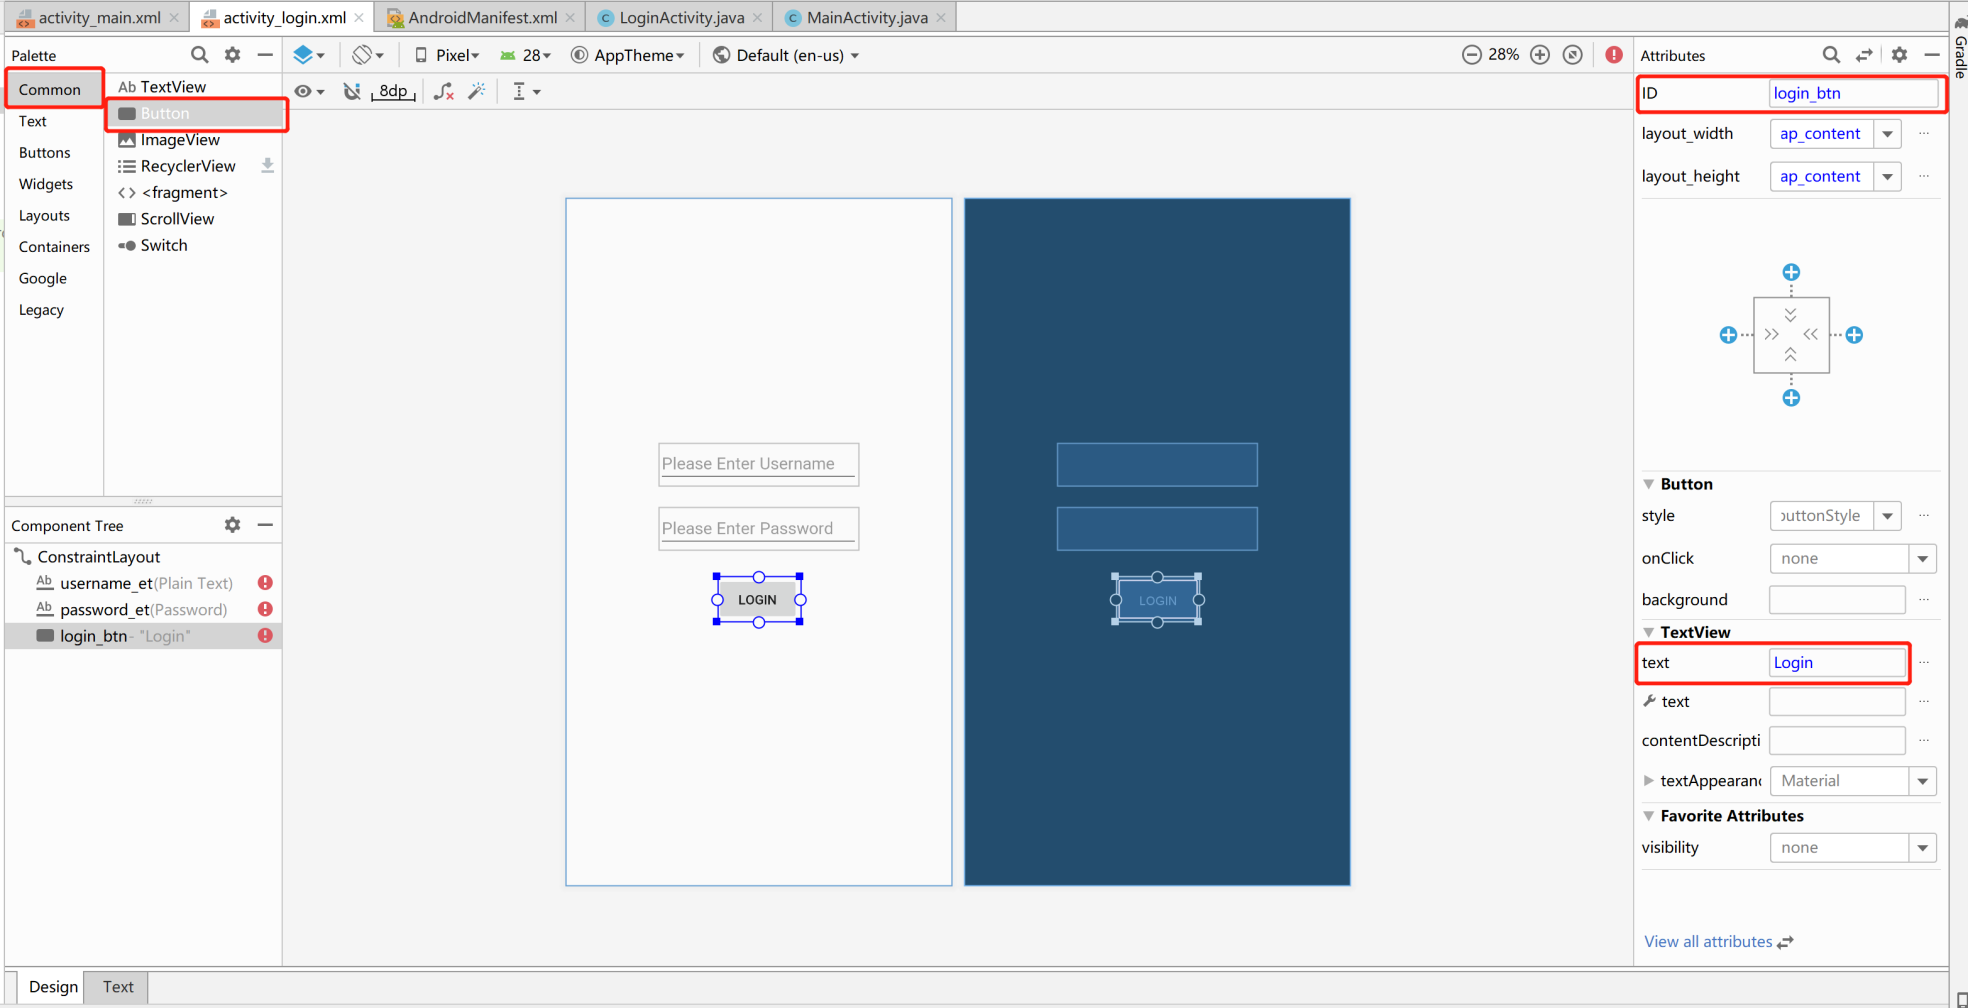 activity_main.xml
activity_login.xml
AndroidManifest.xml
LoginActivity.java
MainActivity.java
Gradle
Palette
Common
Text
Buttons
Widgets
Layouts
Containers
Google
Legacy
Ab TextView
Button
ImageView
RecyclerView
<fragment>
ScrollView
Switch
Pixel
28
AppTheme
Default (en-us)
28%
8dp
Please Enter Username
Please Enter Password
LOGIN
LOGIN
Component Tree
ConstraintLayout
Ab username_et(Plain Text)
Ab password_et(Password)
login_btn- "Login"
Attributes
ID login_btn
layout_width ap_content ...
layout_height ap_content ...
Button
style buttonStyle ...
onClick none
background ...
TextView
text Login ...
text ...
contentDescripti ...
textAppearanc Material
Favorite Attributes
visibility none
View all attributes
Design
Text